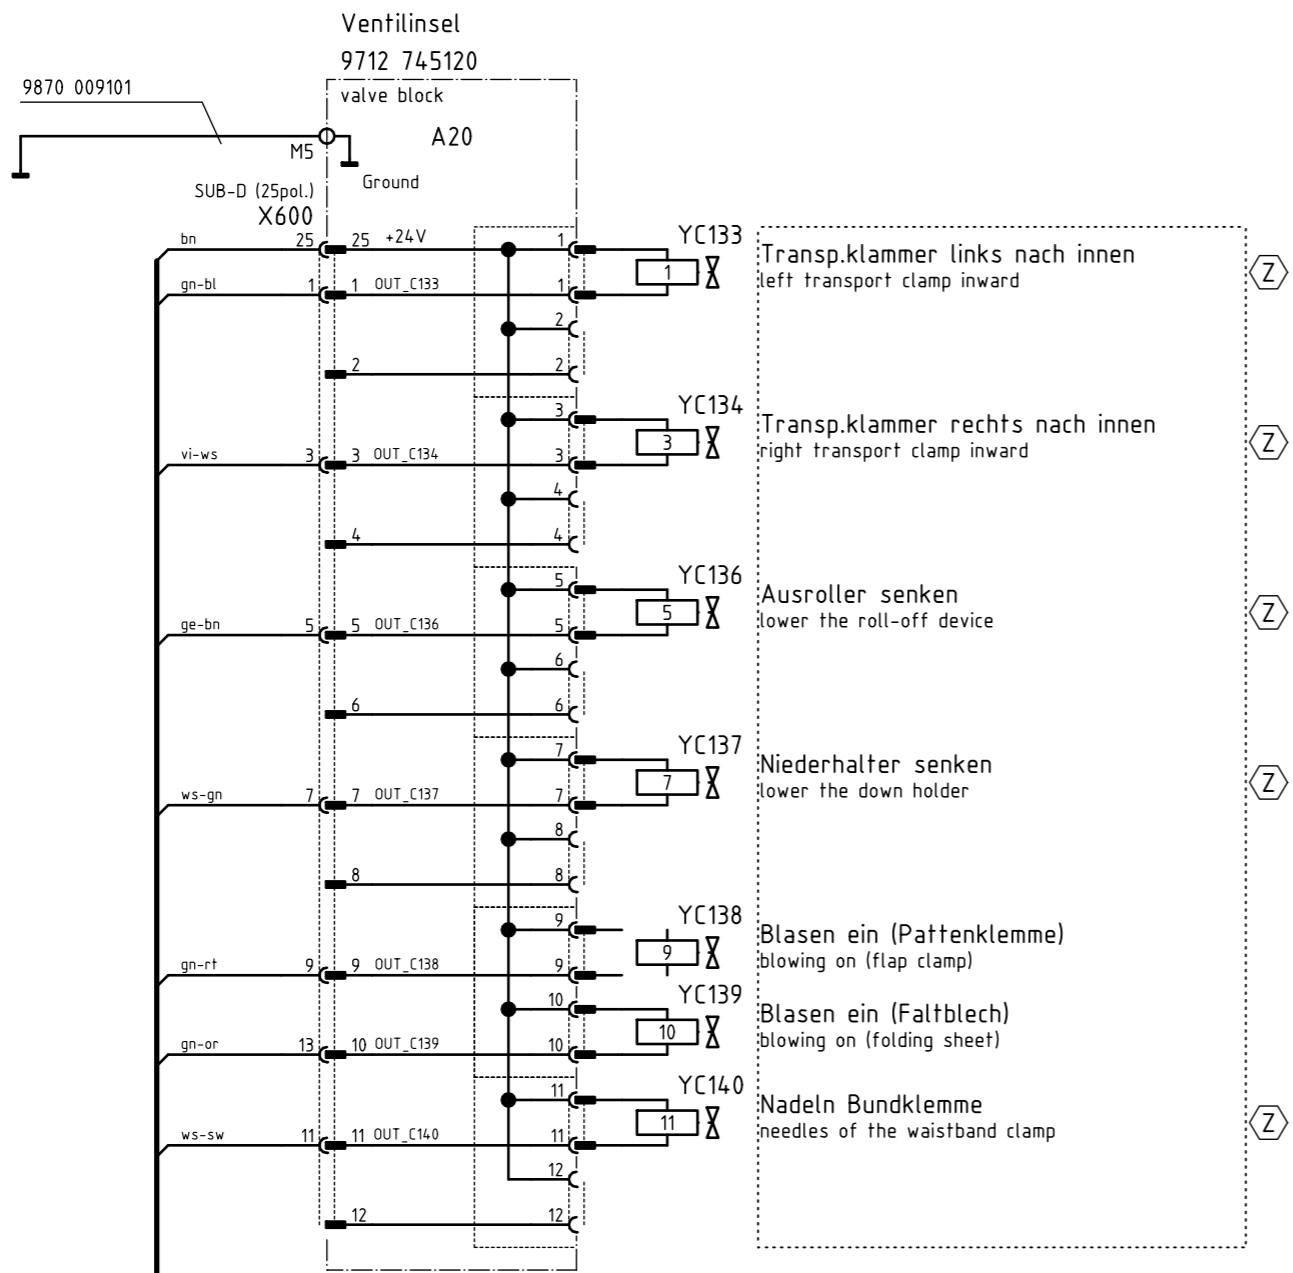 Ventilinsel
9712 745120
9870 009101
valve block
A20
M5
Ground
SUB-D (25pol.)
X600
bn 25 25 +24V 1 YC133
1
Transp.klammer links nach innen
left transport clamp inward
Z
gn-bl 1 1 OUT_C133 1
2
2 2
3 YC134
3
Transp.klammer rechts nach innen
right transport clamp inward
Z
vi-ws 3 3 OUT_C134 3
4
4 4
5 YC136
5
Ausroller senken
lower the roll-off device
Z
ge-bn 5 5 OUT_C136 5
6
6 6
7 YC137
7
Niederhalter senken
lower the down holder
Z
ws-gn 7 7 OUT_C137 7
8
8 8
9 YC138
9
Blasen ein (Pattenklemme)
blowing on (flap clamp)
gn-rt 9 9 OUT_C138 9
10 YC139
10
Blasen ein (Faltblech)
blowing on (folding sheet)
gn-or 13 10 OUT_C139 10
11 YC140
11
Nadeln Bundklemme
needles of the waistband clamp
Z
ws-sw 11 11 OUT_C140 11
12
12 12